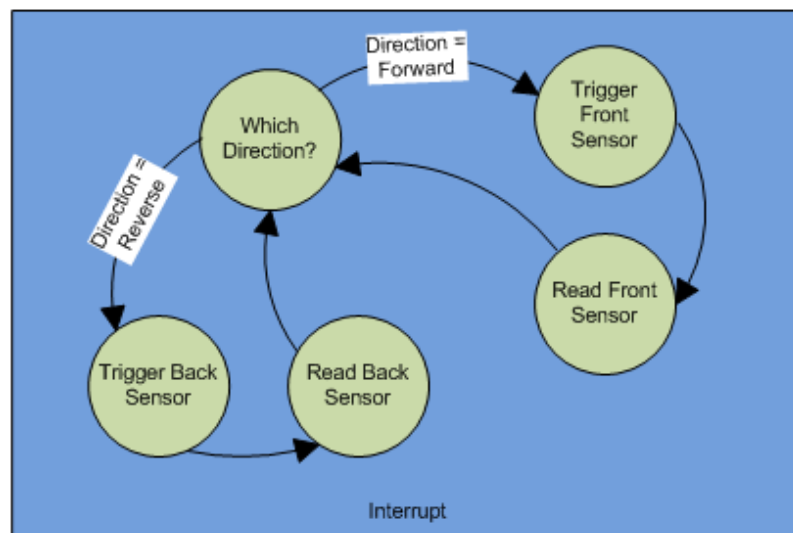 Direction =
Forward
Which
Direction?
Trigger
Front
Sensor
Direction =
Reverse
Read Front
Sensor
Trigger Back
Sensor
Read Back
Sensor
Interrupt